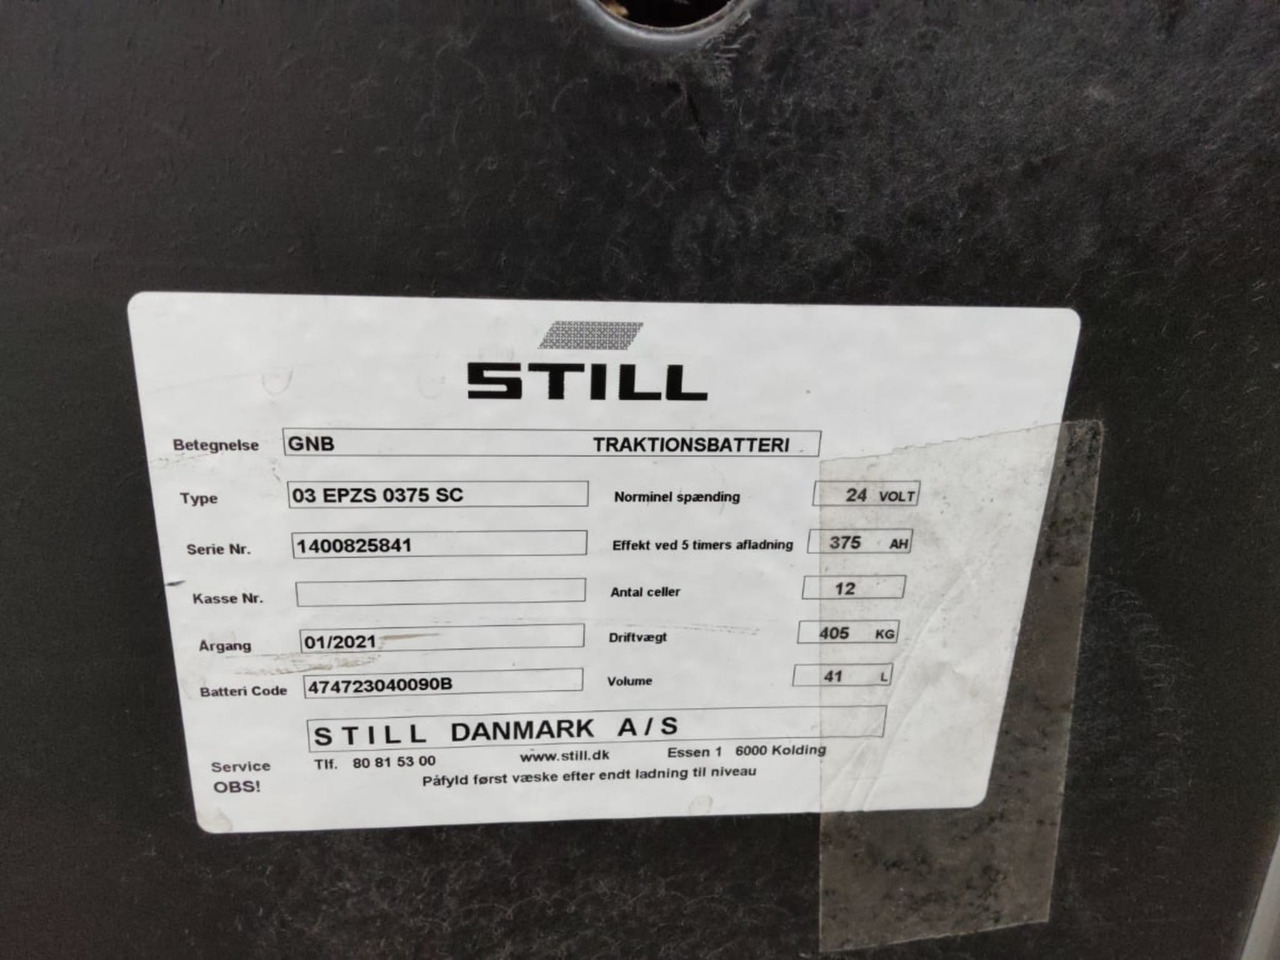 STILL
Betegnelse GNB TRAKTIONSBATTERI
Type 03 EPZS 0375 SC Norminel spænding 24 VOLT
Serie Nr. 1400825841 Effekt ved 5 timers afladning 375 AH
Kasse Nr. Antal celler 12
Årgang 01/2021 Driftvægt 405 KG
Batteri Code 474723040090B Volume 41 L
STILL DANMARK A/S
Service Tlf. 80 81 53 00 www.still.dk Essen 1 6000 Kolding
OBS! Påfyld først væske efter endt ladning til niveau